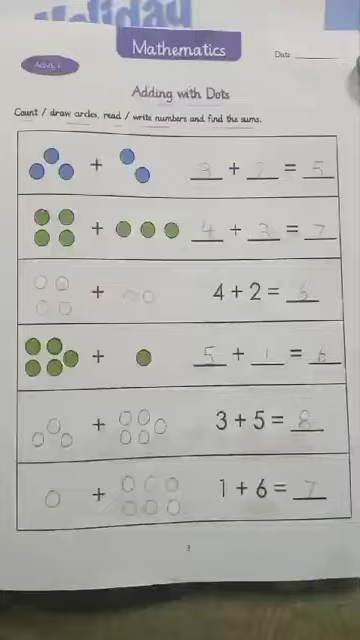 Holiday
Mathematics
Date
Adding with Dots
Count / draw circles, read / write numbers and find the sums.
+ 3 + 2 = 5
+ 4 + 3 = 7
+ 4 + 2 = 6
+ 5 + 1 = 6
+ 3 + 5 = 8
+ 1 + 6 = 7